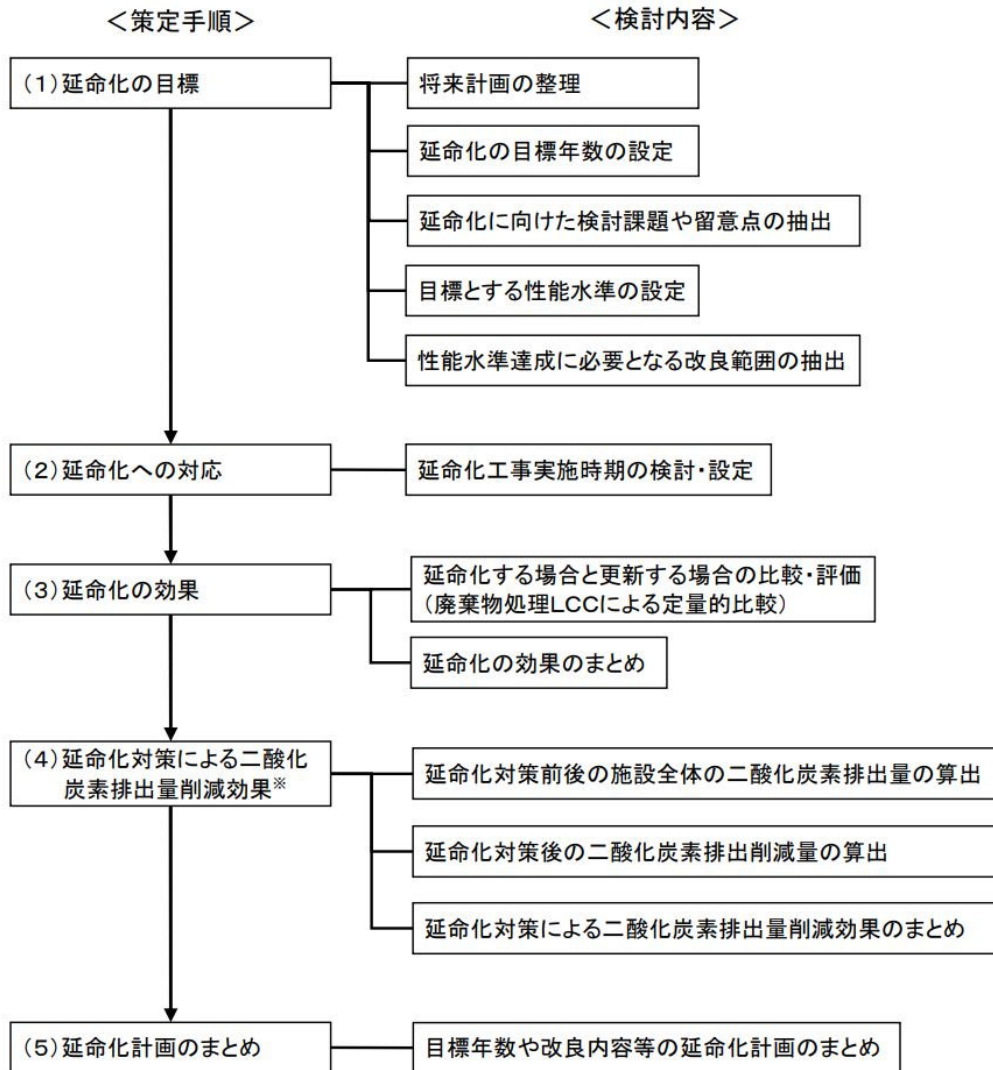 ＜策定手順＞
＜検討内容＞
（１）延命化の目標
将来計画の整理
延命化の目標年数の設定
延命化に向けた検討課題や留意点の抽出
目標とする性能水準の設定
性能水準達成に必要となる改良範囲の抽出
（２）延命化への対応
延命化工事実施時期の検討・設定
（３）延命化の効果
延命化する場合と更新する場合の比較・評価
（廃棄物処理ＬＣＣによる定量的比較）
延命化の効果のまとめ
（４）延命化対策による二酸化
炭素排出量削減効果※
延命化対策前後の施設全体の二酸化炭素排出量の算出
延命化対策後の二酸化炭素排出削減量の算出
延命化対策による二酸化炭素排出量削減効果のまとめ
（５）延命化計画のまとめ
目標年数や改良内容等の延命化計画のまとめ